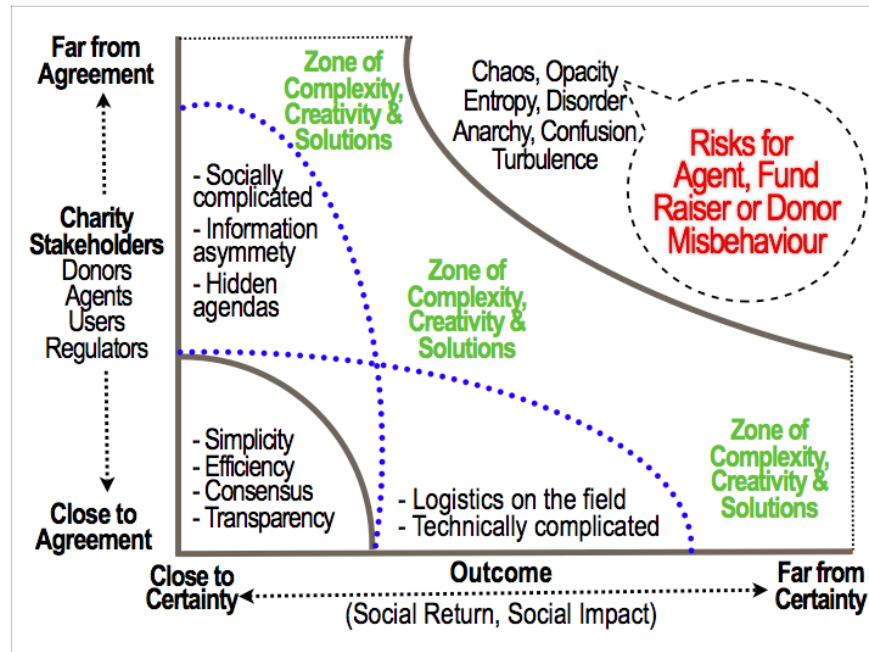 Far from
Agreement
Charity
Stakeholders
Donors
Agents
Users
Regulators
Close to
Agreement
Zone of
Complexity,
Creativity &
Solutions
Chaos, Opacity
Entropy, Disorder
Anarchy, Confusion
Turbulence
Risks for
Agent, Fund
Raiser or Donor
Misbehaviour
- Socially
complicated
- Information
asymmety
- Hidden
agendas
Zone of
Complexity,
Creativity &
Solutions
- Simplicity
- Efficiency
- Consensus
- Transparency
- Logistics on the field
- Technically complicated
Zone of
Complexity,
Creativity &
Solutions
Close to
Certainty
Outcome
(Social Return, Social Impact)
Far from
Certainty